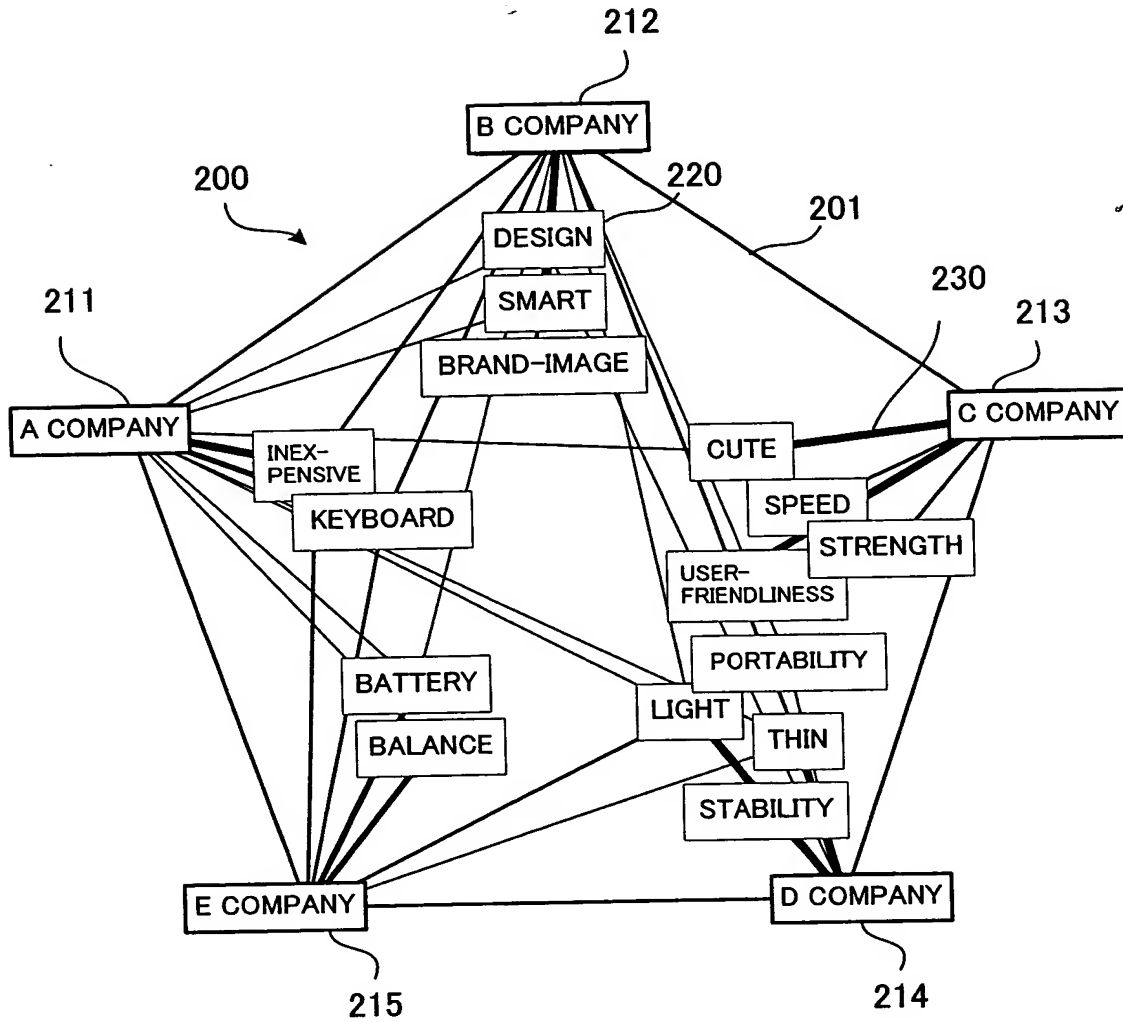 212
B COMPANY
200
220
201
DESIGN
230
211
SMART
213
BRAND-IMAGE
A COMPANY
C COMPANY
CUTE
INEX-
PENSIVE
SPEED
KEYBOARD
STRENGTH
USER-
FRIENDLINESS
PORTABILITY
BATTERY
LIGHT
BALANCE
THIN
STABILITY
E COMPANY
D COMPANY
215
214